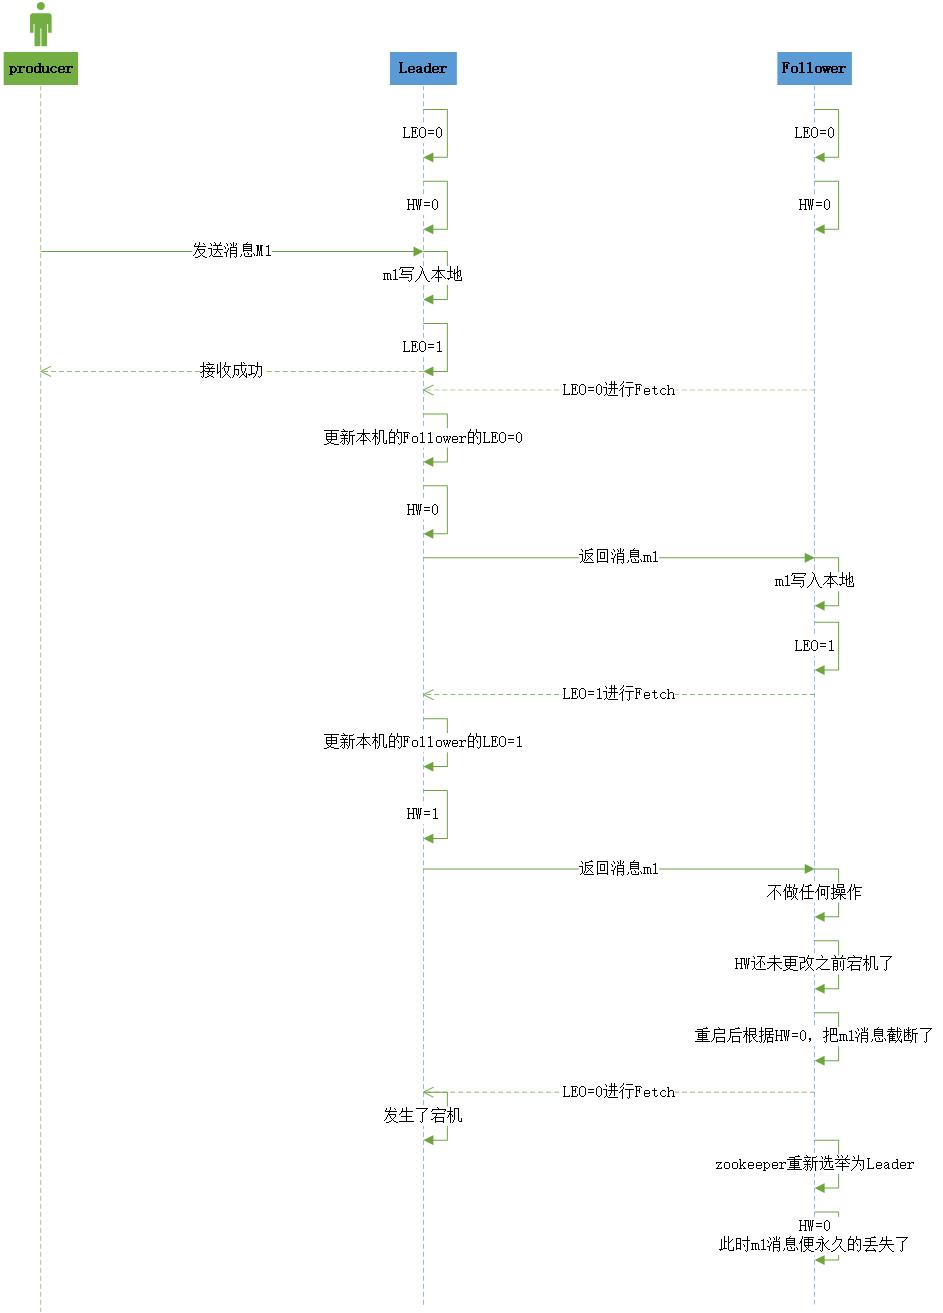 producer
Leader
Follower
LEO=0
LEO=0
HW=0
HW=0
发送消息M1
m1写入本地
LEO=1
接收成功
LEO=0进行Fetch
更新本机的Follower的LEO=0
HW=0
返回消息m1
m1写入本地
LEO=1
LEO=1进行Fetch
更新本机的Follower的LEO=1
HW=1
返回消息m1
不做任何操作
HW还未更改之前宕机了
重启后根据HW=0，把m1消息截断了
LEO=0进行Fetch
发生了宕机
zookeeper重新选举为Leader
HW=0
此时m1消息便永久的丢失了